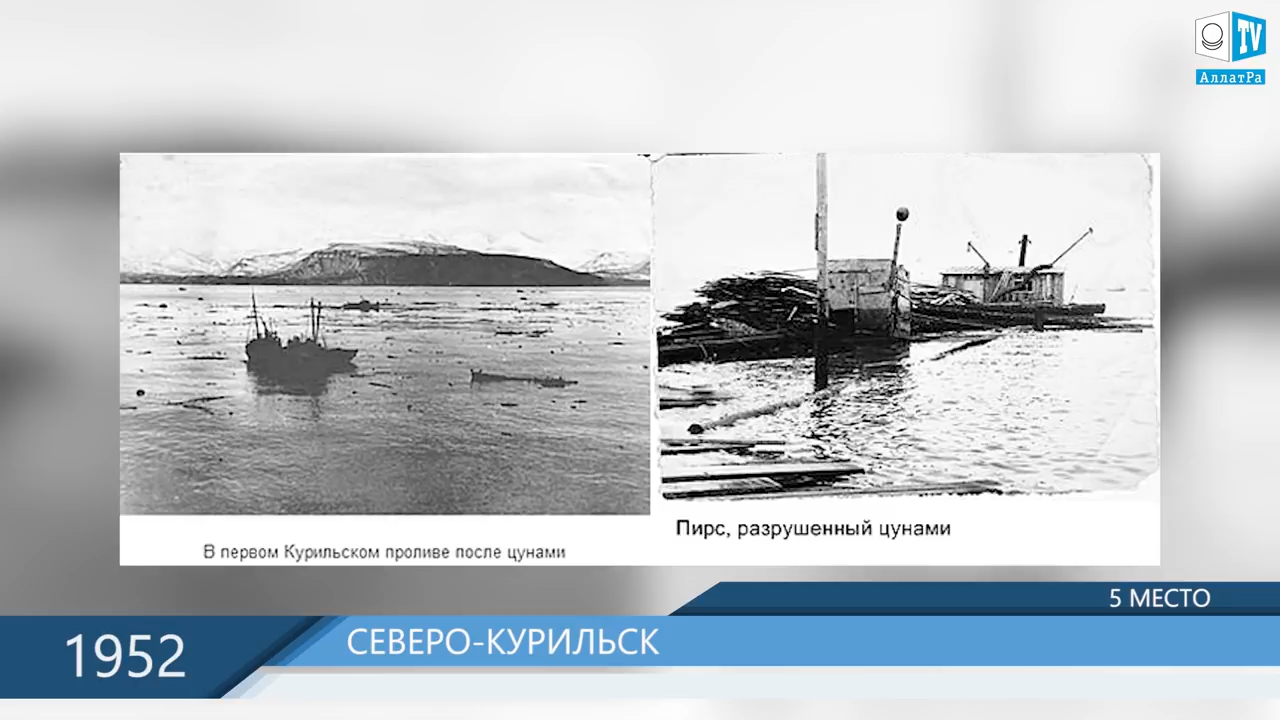 TV
АллатРа
В первом Курильском проливе после цунами
Пирс, разрушенный цунами
5 МЕСТО
1952
СЕВЕРО-КУРИЛЬСК